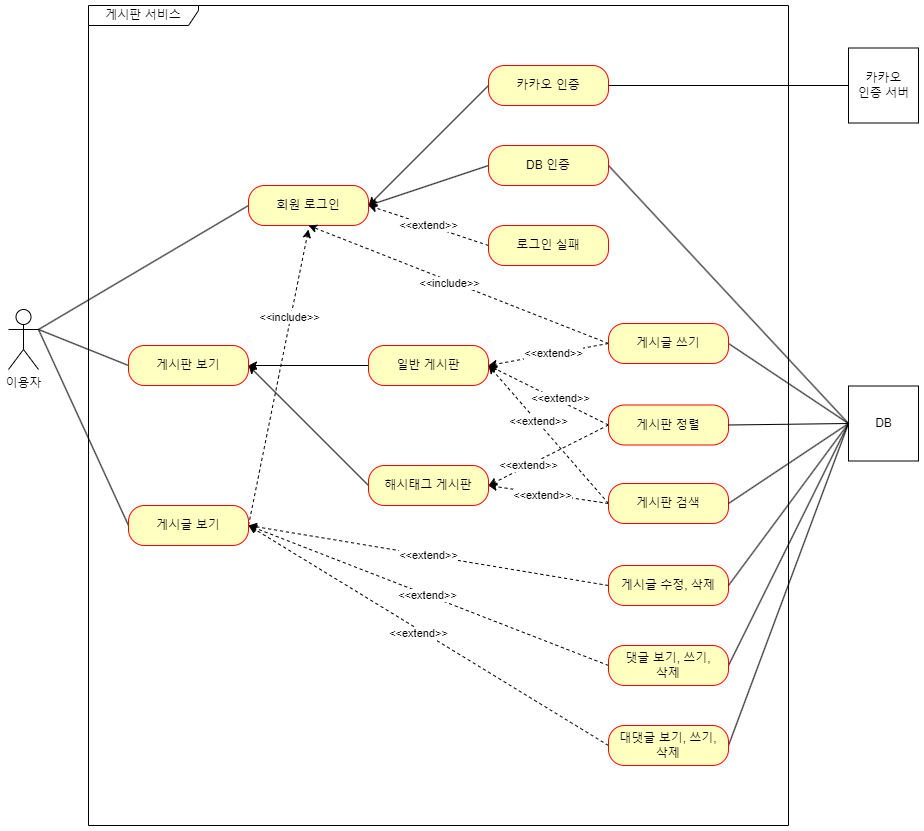 게시판 서비스
카카오 인증
카카오
인증 서버
DB 인증
회원 로그인
<<extend>>
로그인 실패
<<include>>
<<include>>
이용자
게시판 보기
일반 게시판
<<extend>>
게시글 쓰기
<<extend>>
<<extend>>
게시판 정렬
DB
<<extend>>
해시태그 게시판
<<extend>>
게시판 검색
게시글 보기
<<extend>>
게시글 수정, 삭제
<<extend>>
<<extend>>
댓글 보기, 쓰기,
삭제
대댓글 보기, 쓰기,
삭제